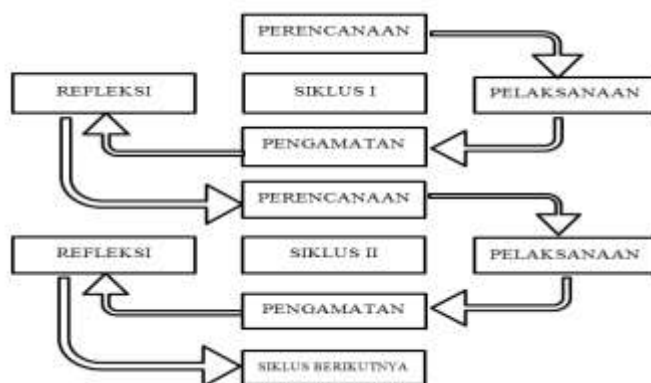 PERENCANAAN
REFLEKSI
SIKLUS I
PELAKSANAAN
PENGAMATAN
PERENCANAAN
REFLEKSI
SIKLUS II
PELAKSANAAN
PENGAMATAN
SIKLUS BERIKUTNYA